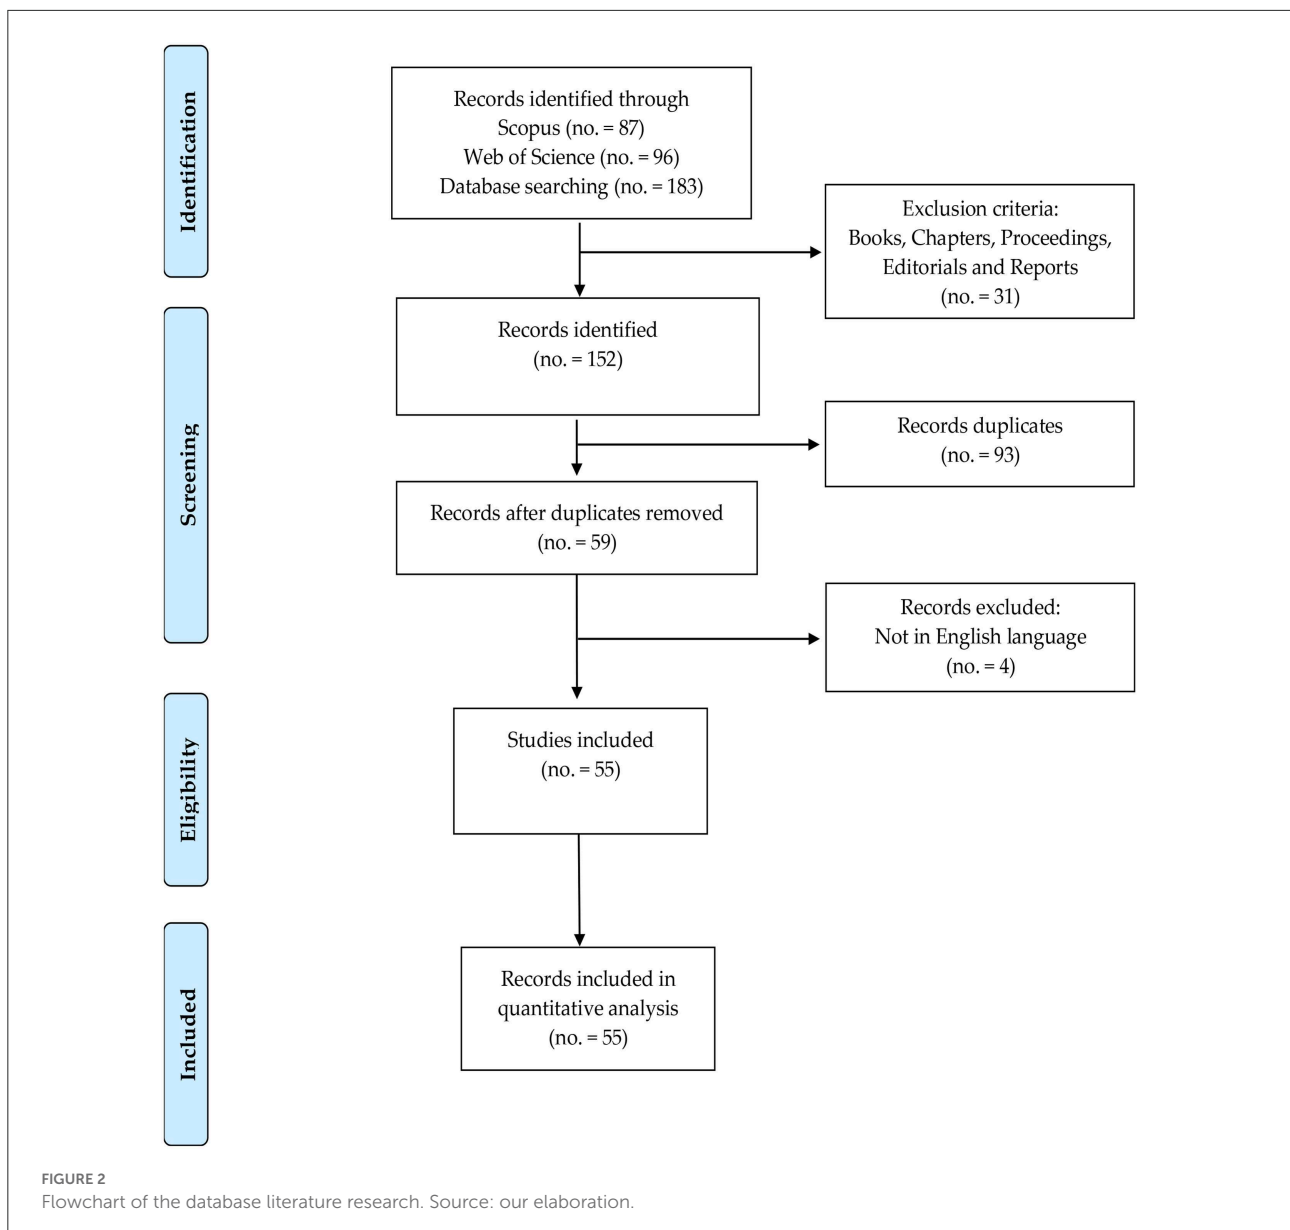 Identification
Records identified through
Scopus (no. = 87)
Web of Science (no. = 96)
Database searching (no. = 183)
Exclusion criteria:
Books, Chapters, Proceedings,
Editorials and Reports
(no. = 31)
Screening
Records identified
(no. = 152)
Records duplicates
(no. = 93)
Records after duplicates removed
(no. = 59)
Records excluded:
Not in English language
(no. = 4)
Eligibility
Studies included
(no. = 55)
Included
Records included in
quantitative analysis
(no. = 55)
FIGURE 2
Flowchart of the database literature research. Source: our elaboration.